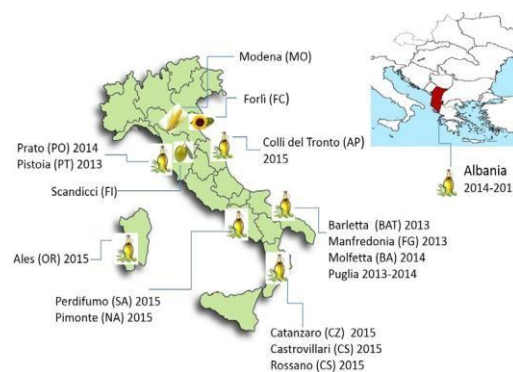 Modena (MO)
Forlì (FC)
Colli del Tronto (AP)
2015
Prato (PO) 2014
Pistoia (PT) 2013
Scandicci (FI)
Albania
2014-201
Barletta (BAT) 2013
Manfredonia (FG) 2013
Molfetta (BA) 2014
Puglia 2013-2014
Ales (OR) 2015
Perdifumo (SA) 2015
Pimonte (NA) 2015
Catanzaro (CZ) 2015
Castrovillari (CS) 2015
Rossano (CS) 2015